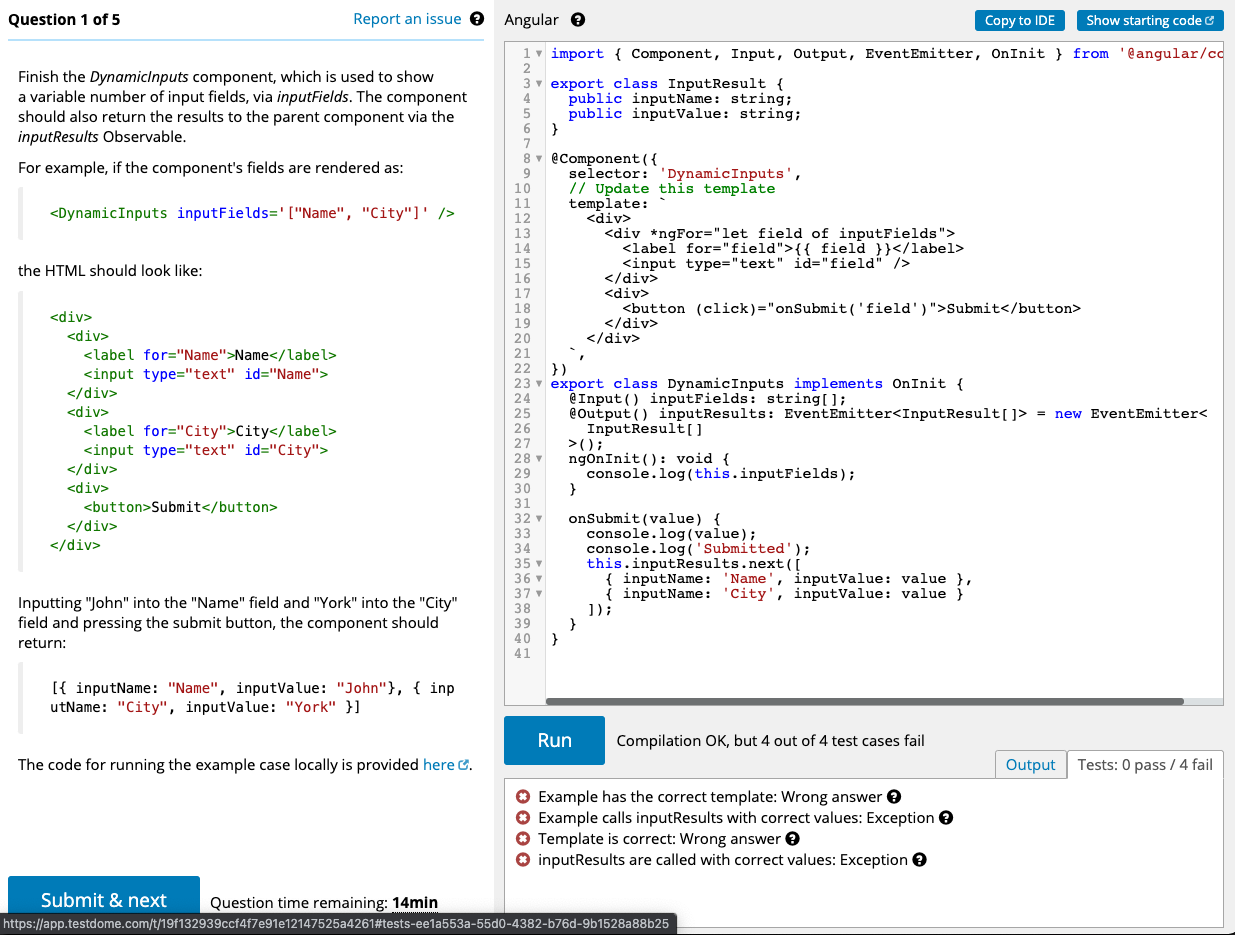 Question 1 of 5
Report an issue
Finish the DynamicInputs component, which is used to show
a variable number of input fields, via inputFields. The component
should also return the results to the parent component via the
inputResults Observable.
For example, if the component's fields are rendered as:
<DynamicInputs inputFields='["Name", "City"]' />
the HTML should look like:
<div>
  <div>
    <label for="Name">Name</label>
    <input type="text" id="Name">
  </div>
  <div>
    <label for="City">City</label>
    <input type="text" id="City">
  </div>
  <div>
    <button>Submit</button>
  </div>
</div>
Inputting "John" into the "Name" field and "York" into the "City"
field and pressing the submit button, the component should
return:
[{ inputName: "Name", inputValue: "John"}, { inp
utName: "City", inputValue: "York" }]
The code for running the example case locally is provided here.
Submit & next
Question time remaining: 14min
https://app.testdome.com/t/19f132939ccf4f7e91e12147525a4261#tests-ee1a553a-55d0-4382-b76d-9b1528a88b25
Angular
Copy to IDE
Show starting code
1 import { Component, Input, Output, EventEmitter, OnInit } from '@angular/co
2
3 export class InputResult {
4   public inputName: string;
5   public inputValue: string;
6 }
7
8 @Component({
9   selector: 'DynamicInputs',
10   // Update this template
11   template: `
12     <div>
13       <div *ngFor="let field of inputFields">
14         <label for="field">{{ field }}</label>
15         <input type="text" id="field" />
16       </div>
17       <div>
18         <button (click)="onSubmit('field')">Submit</button>
19       </div>
20     </div>
21   `,
22 })
23 export class DynamicInputs implements OnInit {
24   @Input() inputFields: string[];
25   @Output() inputResults: EventEmitter<InputResult[]> = new EventEmitter<
26     InputResult[]
27   >();
28   ngOnInit(): void {
29     console.log(this.inputFields);
30   }
31
32   onSubmit(value) {
33     console.log(value);
34     console.log('Submitted');
35     this.inputResults.next([
36       { inputName: 'Name', inputValue: value },
37       { inputName: 'City', inputValue: value }
38     ]);
39   }
40 }
41
Run
Compilation OK, but 4 out of 4 test cases fail
Output
Tests: 0 pass / 4 fail
Example has the correct template: Wrong answer
Example calls inputResults with correct values: Exception
Template is correct: Wrong answer
inputResults are called with correct values: Exception